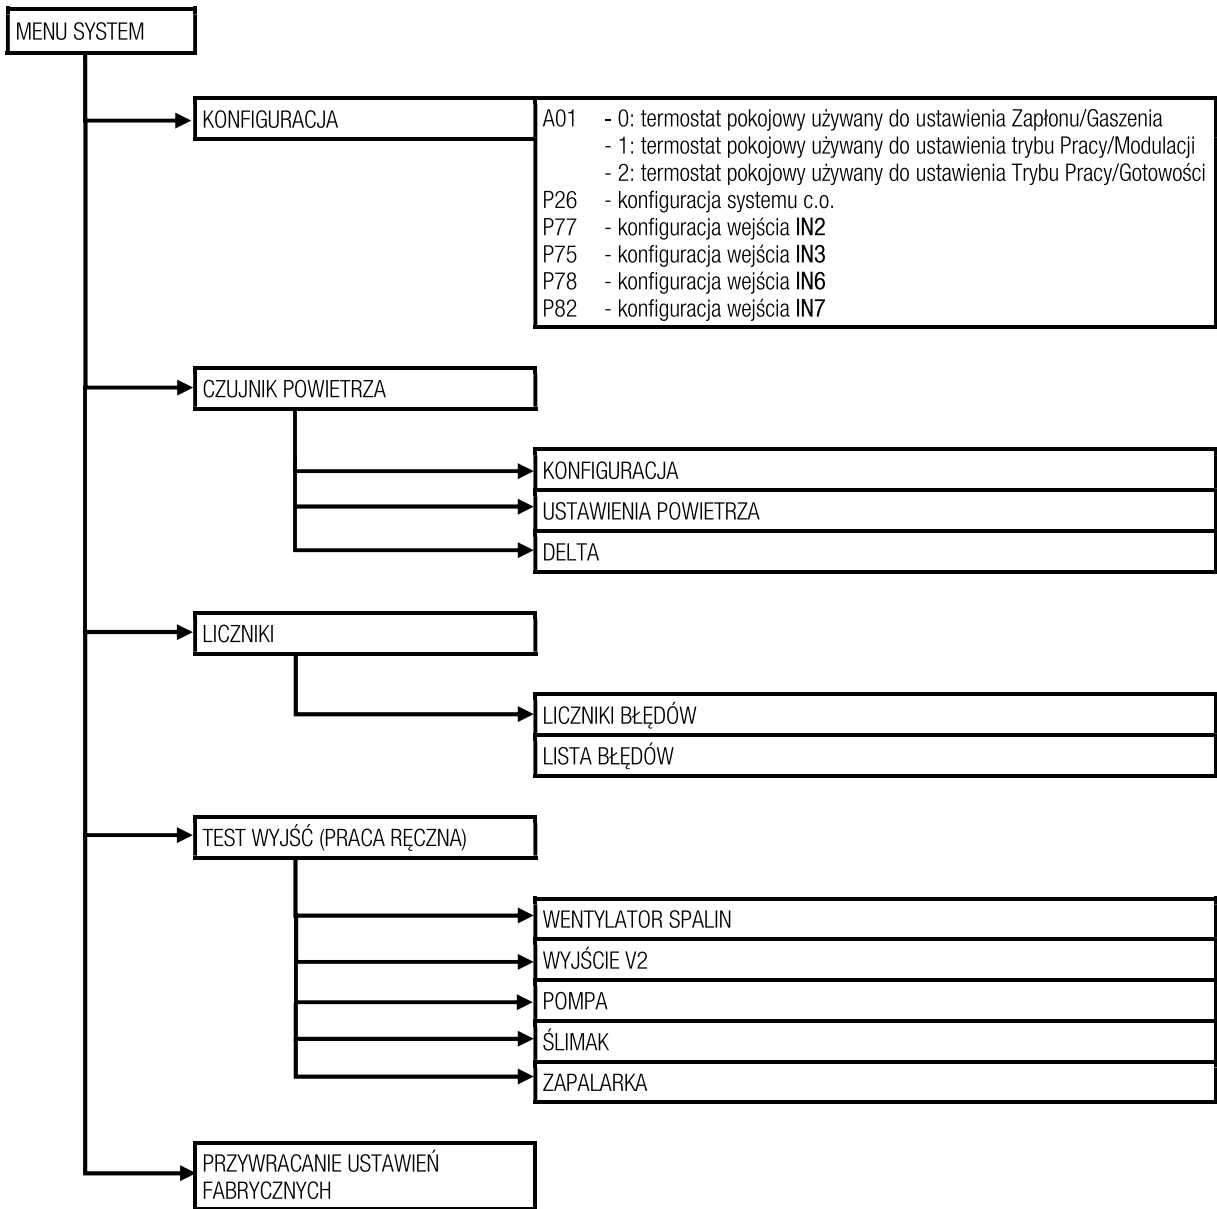 MENU SYSTEM
KONFIGURACJA
A01 - 0: termostat pokojowy używany do ustawienia Zapłonu/Gaszenia
- 1: termostat pokojowy używany do ustawienia trybu Pracy/Modulacji
- 2: termostat pokojowy używany do ustawienia Trybu Pracy/Gotowości
P26 - konfiguracja systemu c.o.
P77 - konfiguracja wejścia IN2
P75 - konfiguracja wejścia IN3
P78 - konfiguracja wejścia IN6
P82 - konfiguracja wejścia IN7
CZUJNIK POWIETRZA
KONFIGURACJA
USTAWIENIA POWIETRZA
DELTA
LICZNIKI
LICZNIKI BŁĘDÓW
LISTA BŁĘDÓW
TEST WYJŚĆ (PRACA RĘCZNA)
WENTYLATOR SPALIN
WYJŚCIE V2
POMPA
ŚLIMAK
ZAPALARKA
PRZYWRACANIE USTAWIEŃ
FABRYCZNYCH